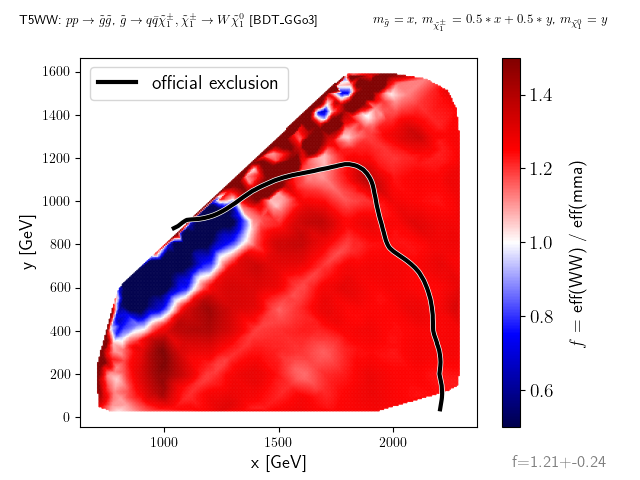 T5WW: pp → g̃g̃, g̃ → qq̄χ̃₁±, χ̃₁± → Wχ̃₁⁰ [BDT_GGo3]
m_g̃ = x, m_χ̃₁± = 0.5 * x + 0.5 * y, m_χ̃₁⁰ = y
official exclusion
1600
1400
1200
1000
800
600
400
200
0
y [GeV]
1000 1500 2000
x [GeV]
1.4
1.2
1.0
0.8
0.6
f = eff(WW) / eff(mma)
f=1.21+-0.24